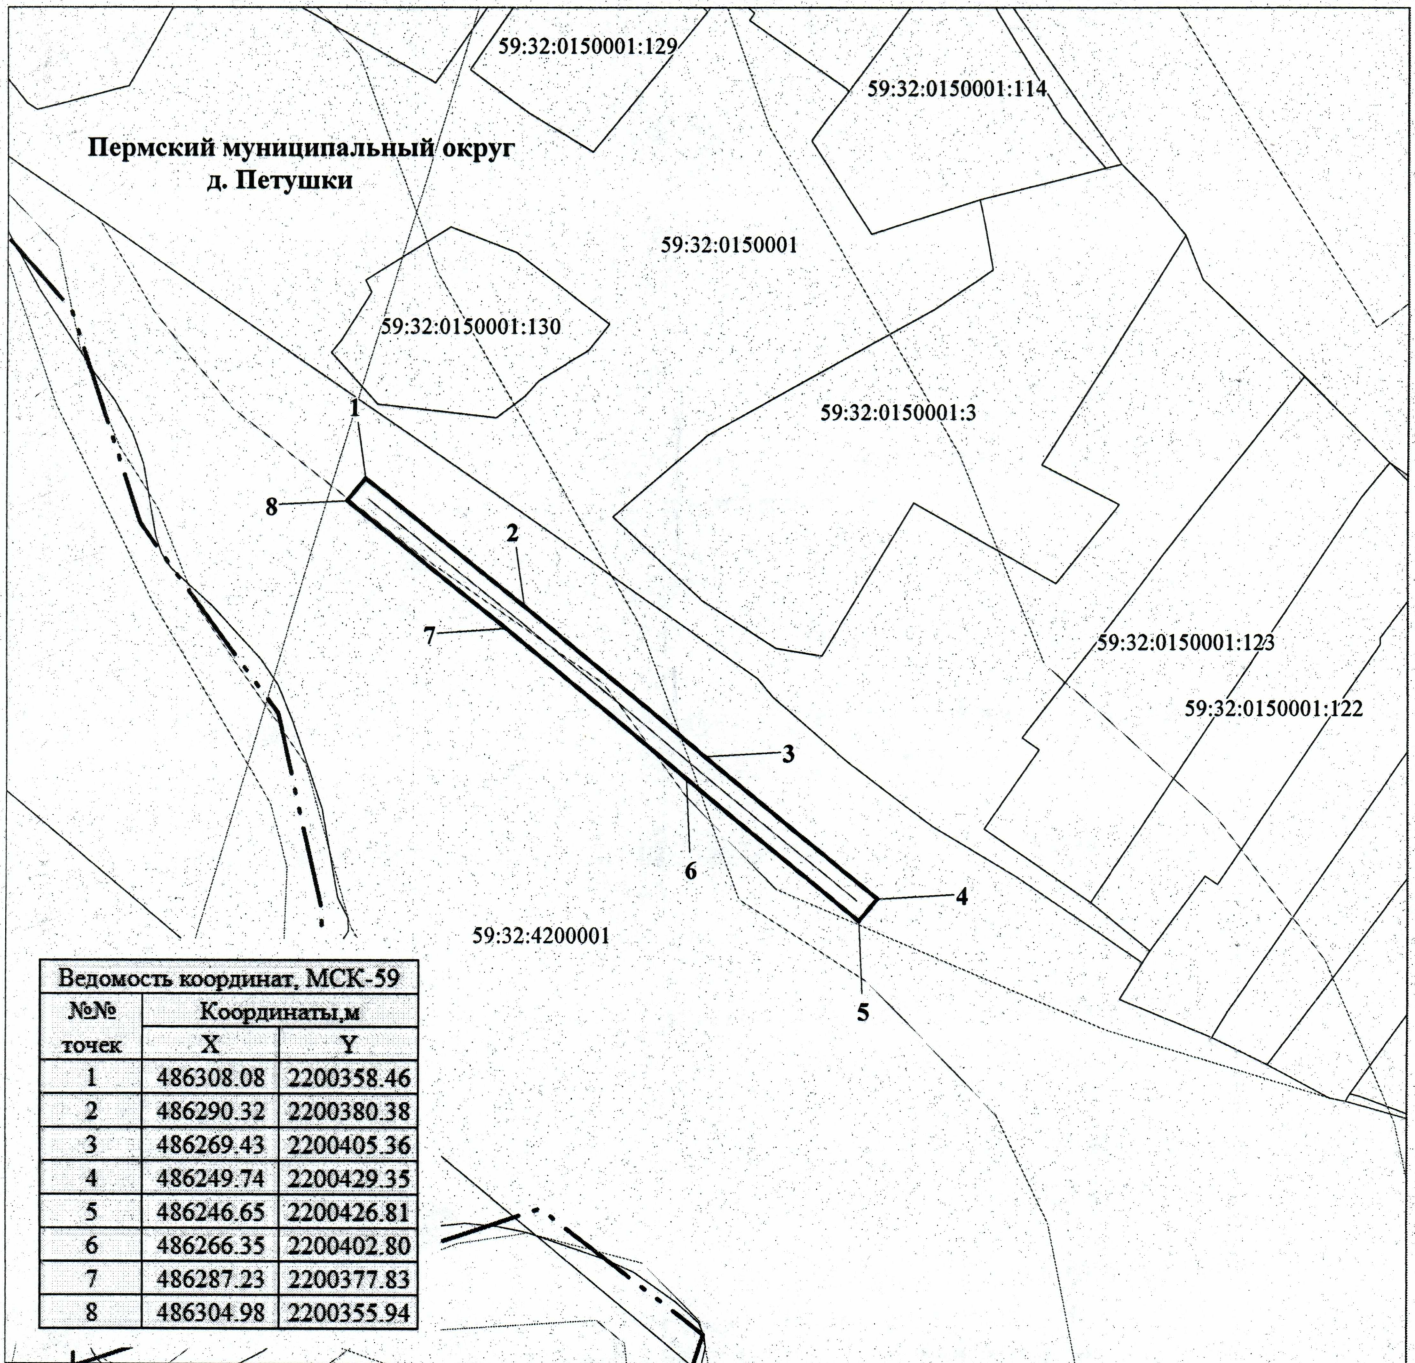 59:32:0150001:129
59:32:0150001:114
Пермский муниципальный округ
д. Петушки
59:32:0150001
59:32:0150001:130
59:32:0150001:3
1
8
2
7
59:32:0150001:123
59:32:0150001:122
3
6
4
59:32:4200001
5
Ведомость координат, МСК-59
№№ точек Координаты,м
X Y
1 486308.08 2200358.46
2 486290.32 2200380.38
3 486269.43 2200405.36
4 486249.74 2200429.35
5 486246.65 2200426.81
6 486266.35 2200402.80
7 486287.23 2200377.83
8 486304.98 2200355.94